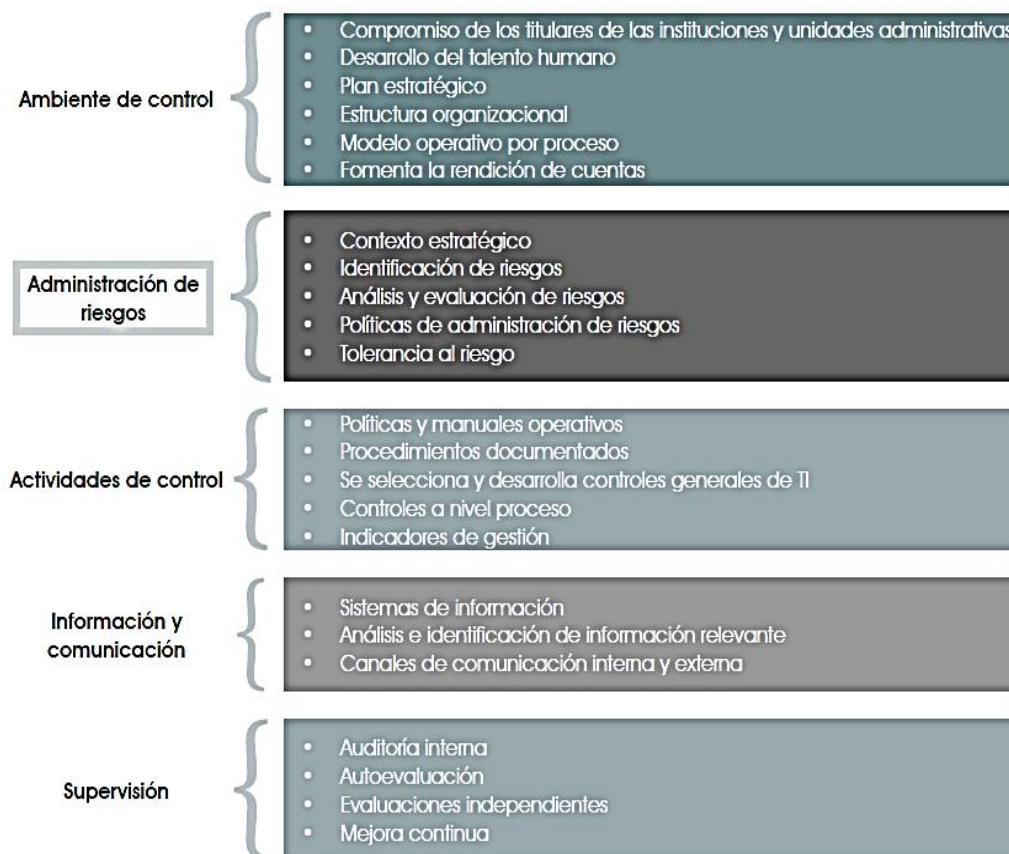 Ambiente de control
• Compromiso de los titulares de las instituciones y unidades administrativas
• Desarrollo del talento humano
• Plan estratégico
• Estructura organizacional
• Modelo operativo por proceso
• Fomenta la rendición de cuentas
Administración de
riesgos
• Contexto estratégico
• Identificación de riesgos
• Análisis y evaluación de riesgos
• Políticas de administración de riesgos
• Tolerancia al riesgo
Actividades de control
• Políticas y manuales operativos
• Procedimientos documentados
• Se selecciona y desarrolla controles generales de TI
• Controles a nivel proceso
• Indicadores de gestión
Información y
comunicación
• Sistemas de información
• Análisis e identificación de información relevante
• Canales de comunicación interna y externa
Supervisión
• Auditoría interna
• Autoevaluación
• Evaluaciones independientes
• Mejora continua